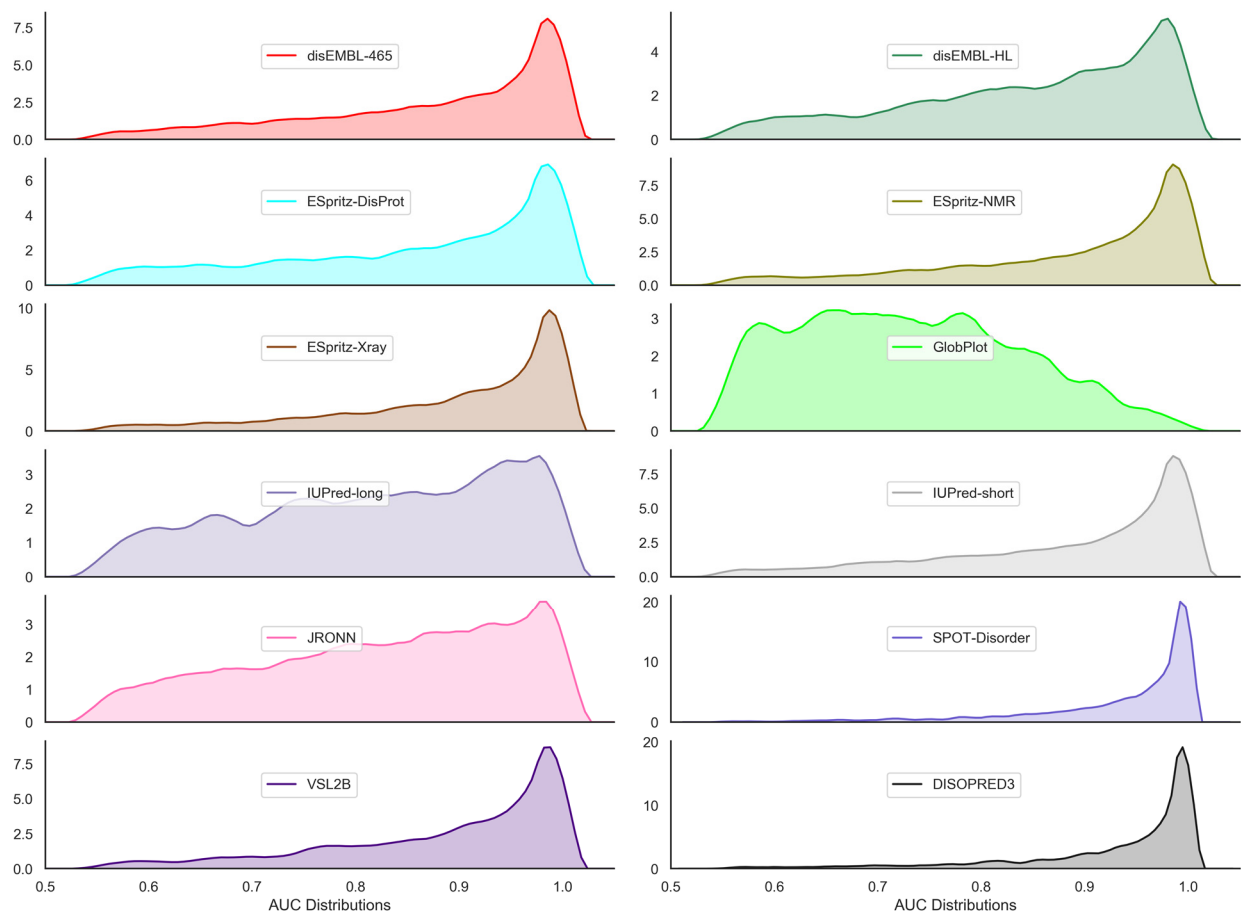 7.5
5.0
2.5
0.0
disEMBL-465
4
2
0
disEMBL-HL
6
4
2
0
ESpritz-DisProt
7.5
5.0
2.5
0.0
ESpritz-NMR
10
5
0
ESpritz-Xray
3
2
1
0
GlobPlot
3
2
1
0
IUPred-long
7.5
5.0
2.5
0.0
IUPred-short
3
2
1
0
JRONN
20
10
0
SPOT-Disorder
7.5
5.0
2.5
0.0
VSL2B
20
10
0
DISOPRED3
0.5 0.6 0.7 0.8 0.9 1.0
AUC Distributions
0.5 0.6 0.7 0.8 0.9 1.0
AUC Distributions